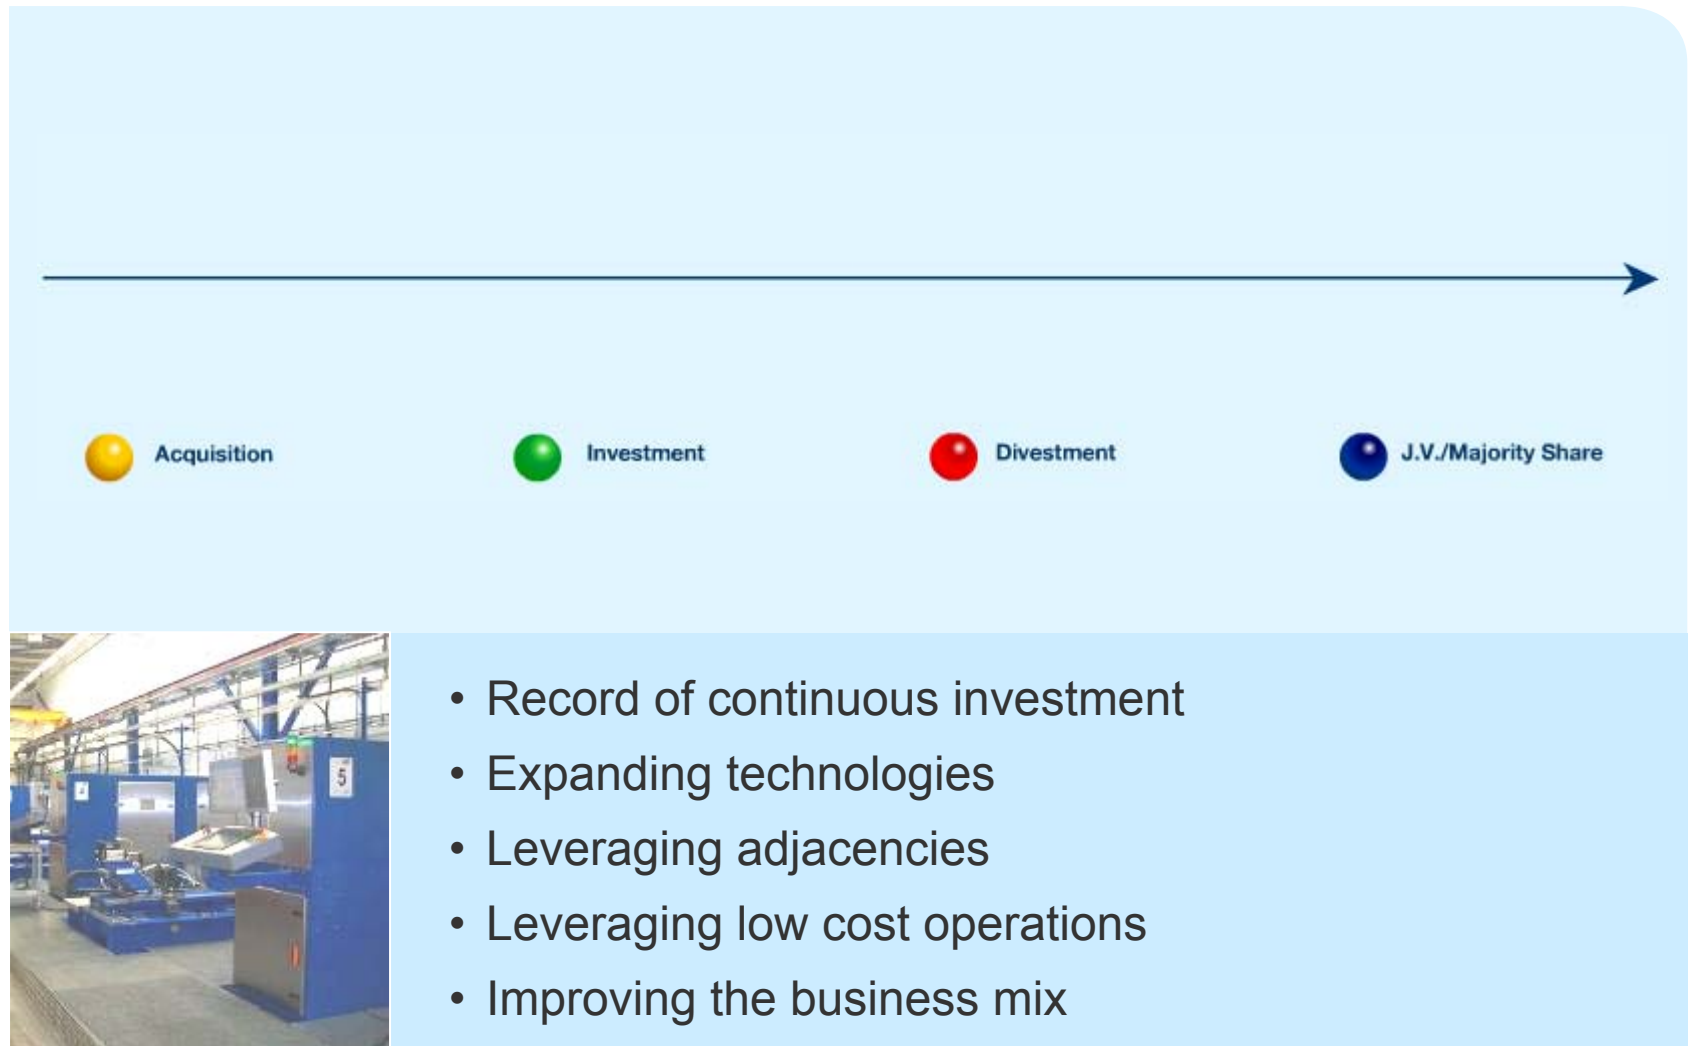 Acquisition
Investment
Divestment
J.V./Majority Share
• Record of continuous investment
• Expanding technologies
• Leveraging adjacencies
• Leveraging low cost operations
• Improving the business mix
5